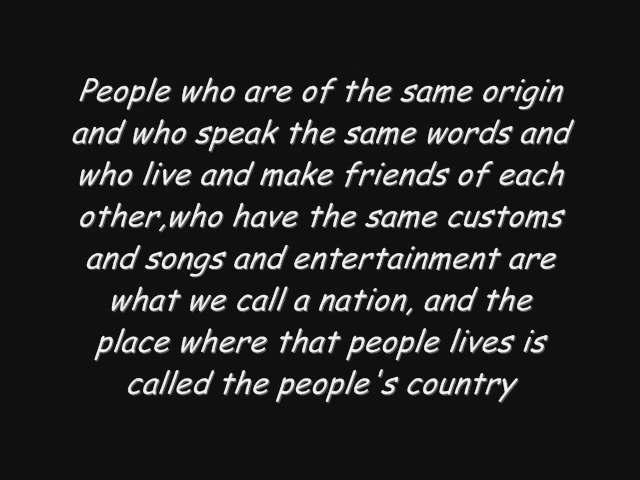 People who are of the same origin
and who speak the same words and
who live and make friends of each
other,who have the same customs
and songs and entertainment are
what we call a nation, and the
place where that people lives is
called the people's country